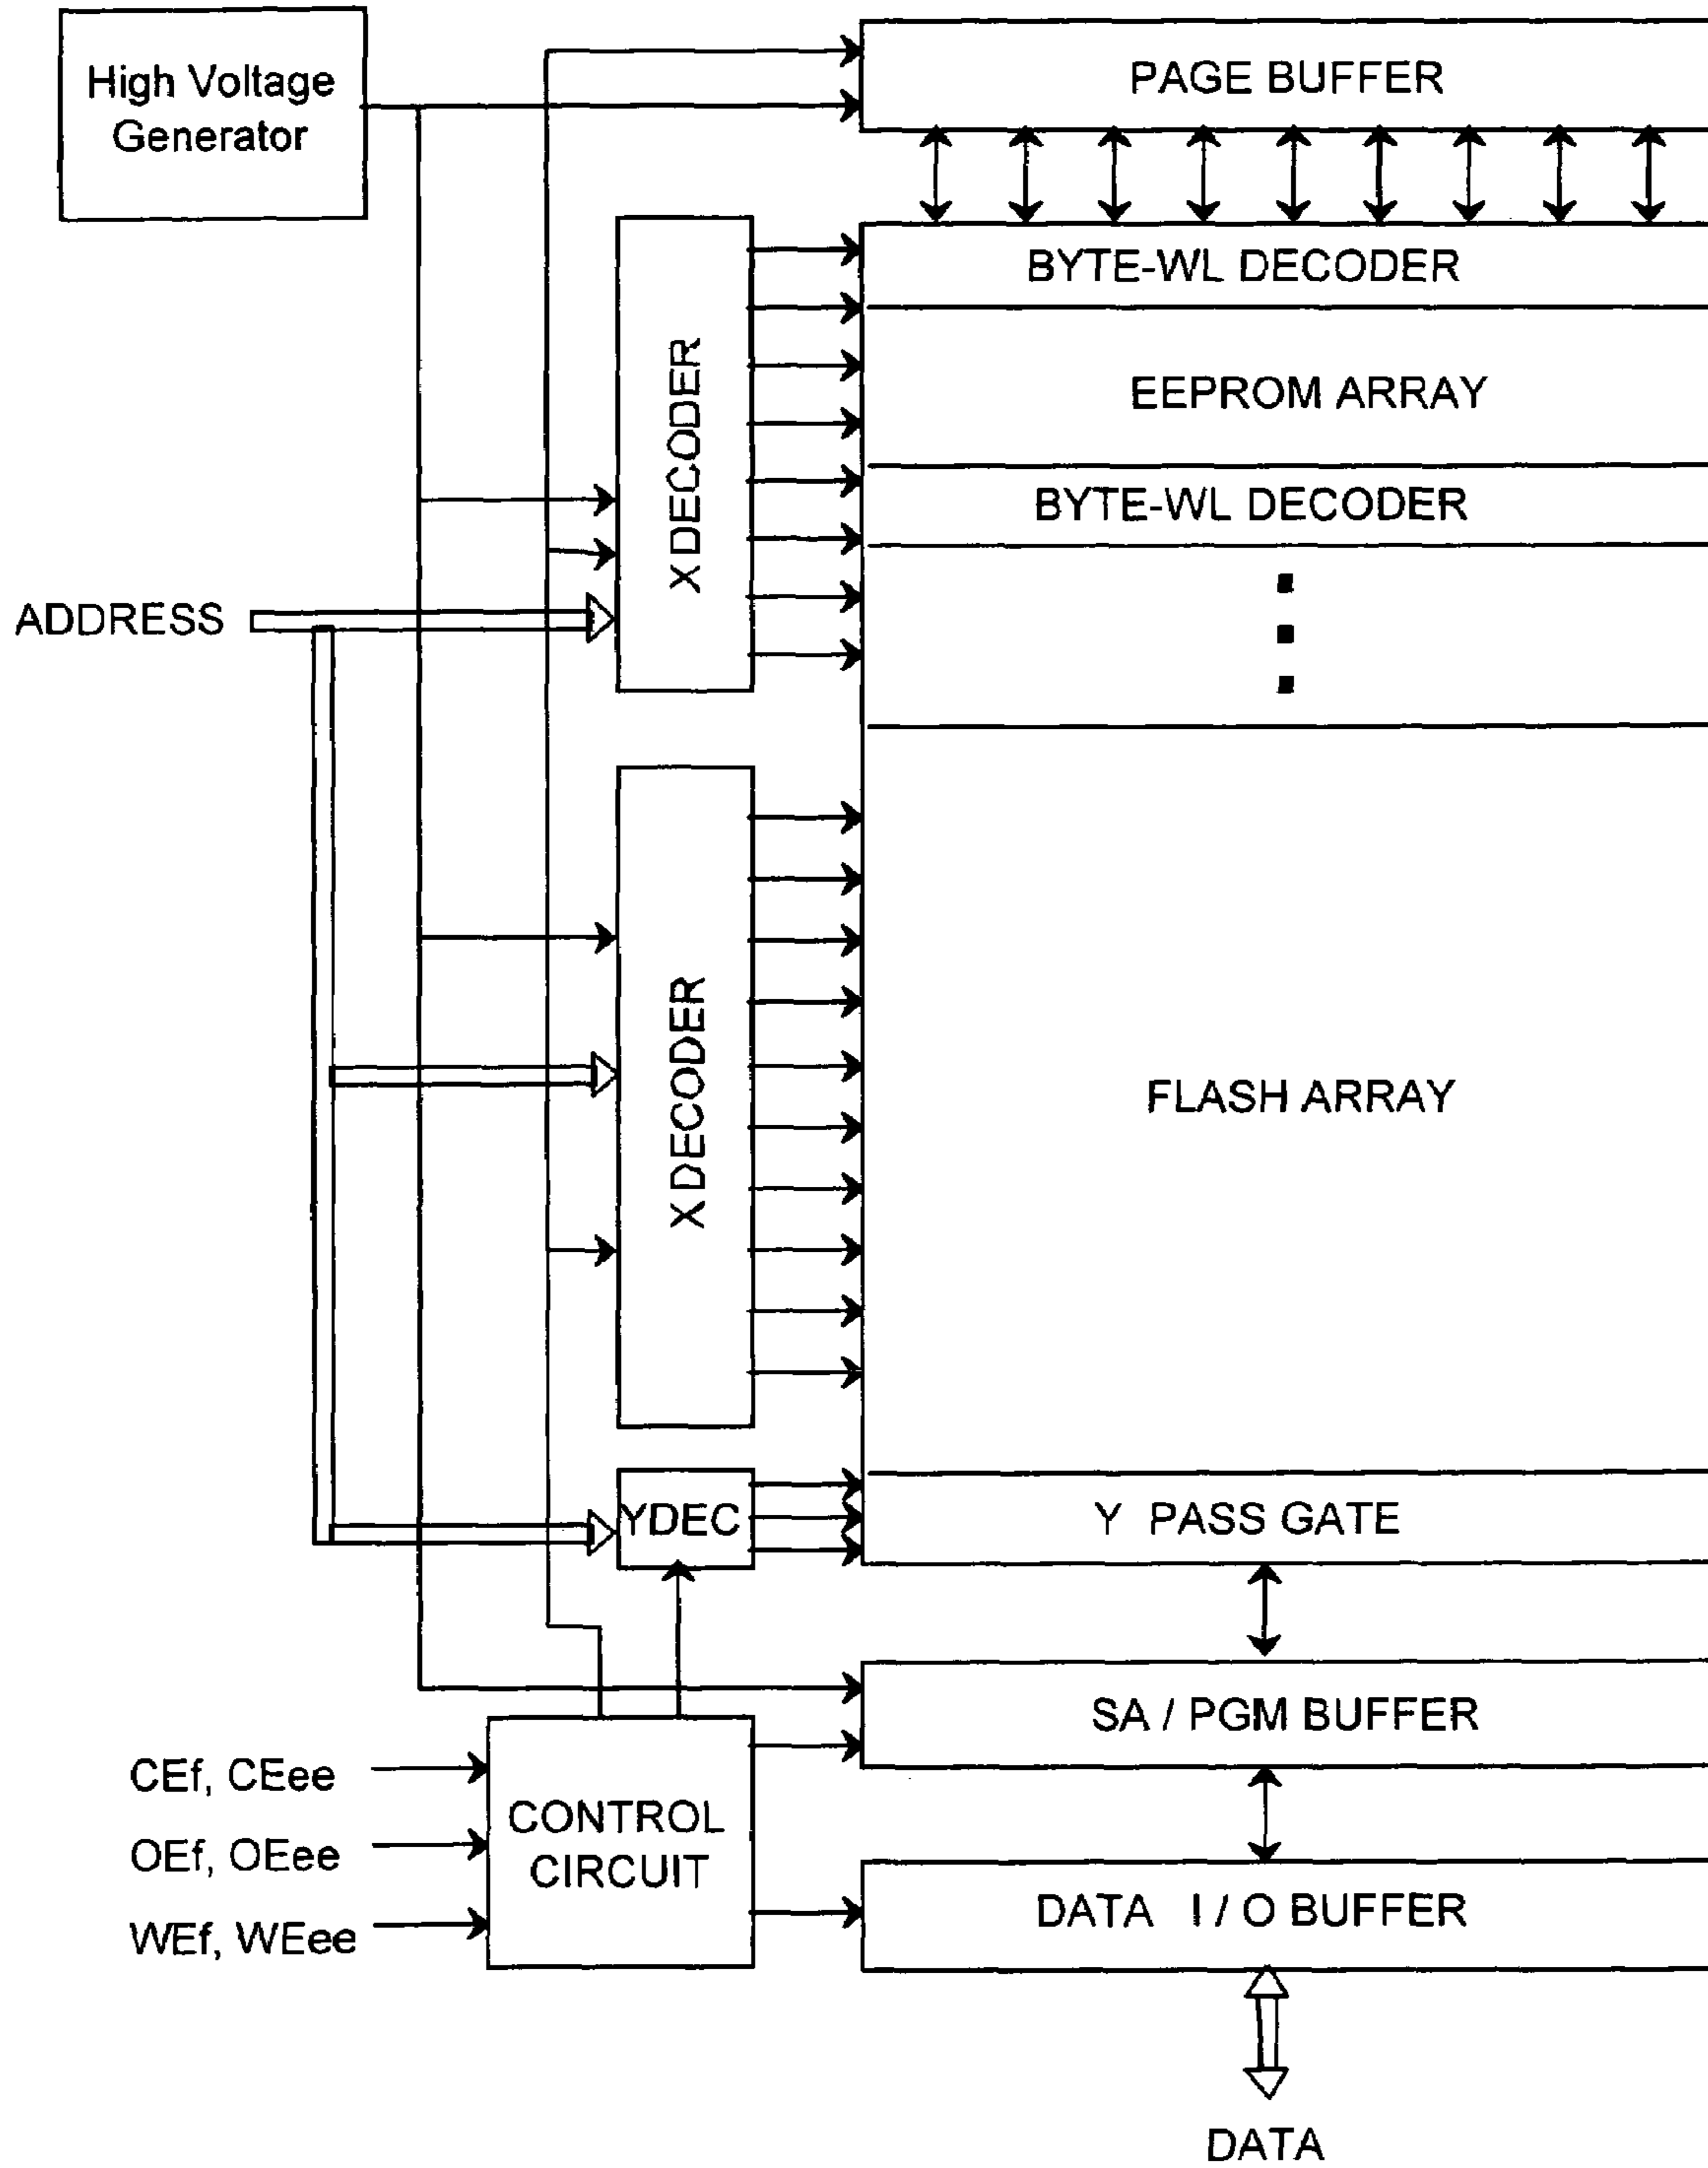 High Voltage
Generator
PAGE BUFFER
BYTE-WL DECODER
X DECODER
EEPROM ARRAY
BYTE-WL DECODER
ADDRESS
X DECODER
FLASH ARRAY
YDEC
Y PASS GATE
SA / PGM BUFFER
CEf, CEee
OEf, OEee
WEf, WEee
CONTROL
CIRCUIT
DATA I / O BUFFER
DATA